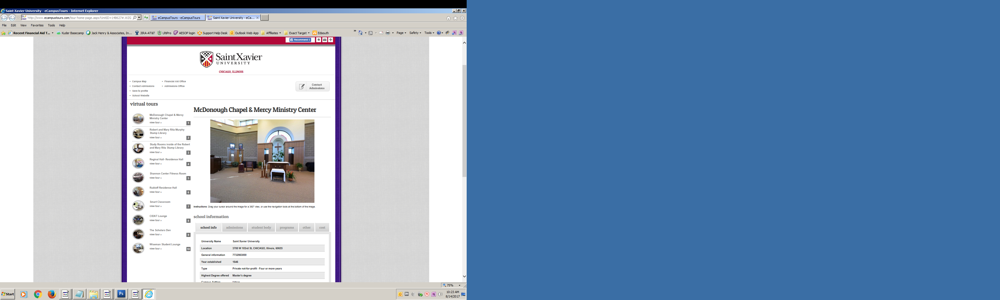 Saint Xavier University - eCampusTours - Internet Explorer
http://www.ecampustours.com/tour-home-page.aspx?UnitID=148627#.WZG
eCampusTours - eCampusTours
Saint Xavier University - eCa...
File Edit View Favorites Tools Help
Recent Financial Aid T... Kuder Basecamp Jack Henry & Associates, In... JIRA-AT&T UltiPro AESOP login Support Help Desk Outlook Web App Affiliates Exact Target Edsouth
Page Safety Tools
Recommend 0
Saint Xavier
UNIVERSITY
CHICAGO, ILLINOIS
Campus Map
Contact Admissions
Save to profile
School Website
Financial Aid Office
Admissions Office
Contact
Admissions
virtual tours
McDonough Chapel & Mercy
Ministry Center
view tour »
1
Robert and Mary Rita Murphy
Stump Library
view tour »
2
Study Rooms inside of the Robert
and Mary Rita Stump Library
view tour »
3
Reginal Hall- Residence Hall
view tour »
4
Shannon Center Fitness Room
view tour »
5
Rubloff Residence Hall
view tour »
6
Smart Classroom
view tour »
7
CIDAT Lounge
view tour »
8
The Scholars Den
view tour »
9
Wiseman Student Lounge
view tour »
10
McDonough Chapel & Mercy Ministry Center
Instructions: Drag your cursor around the image for a 360° view, or use the navigation tools at the bottom of the image.
school information
school info admissions student body programs other cost
University Name Saint Xavier University
Location 3700 W 103rd St, CHICAGO, Illinois, 60655
General information 7732983000
Year established 1846
Type Private not-for-profit - Four or more years
Highest Degree offered Master's degree
Campus Setting Urban
75%
Start
Ps
10:23 AM
8/14/2017